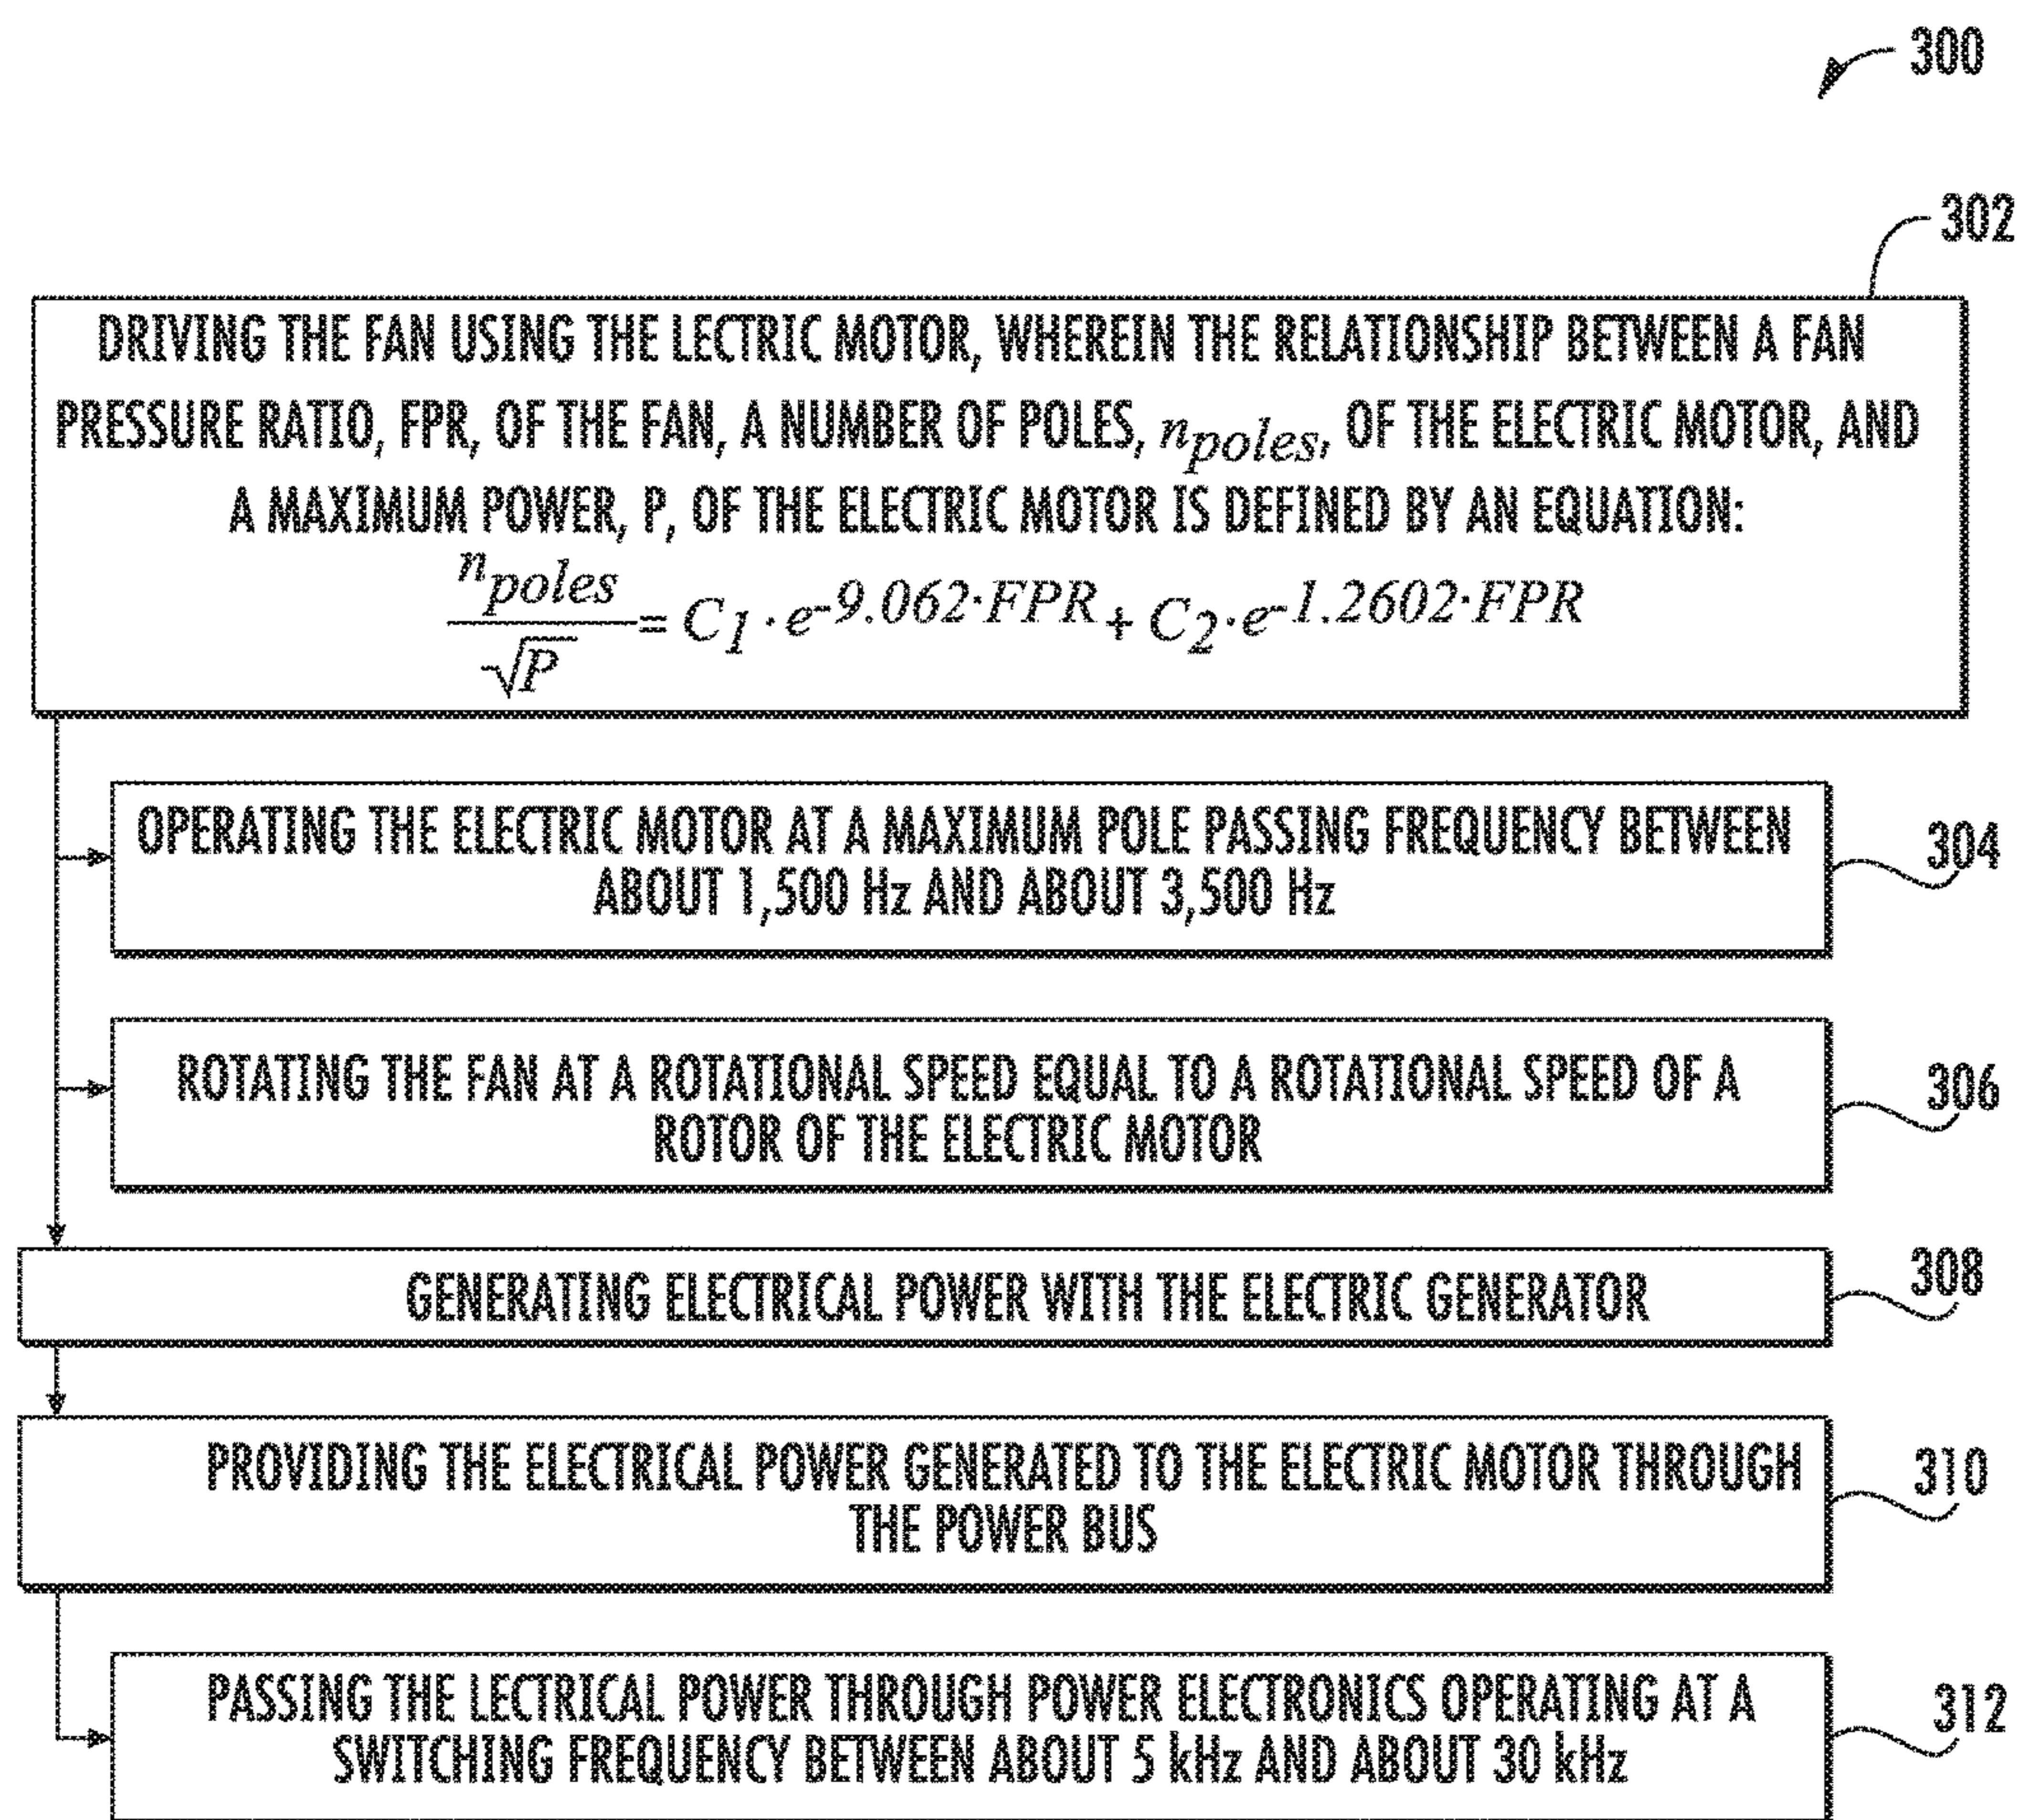 300
302
DRIVING THE FAN USING THE LECTRIC MOTOR, WHEREIN THE RELATIONSHIP BETWEEN A FAN
PRESSURE RATIO, FPR, OF THE FAN, A NUMBER OF POLES, n_poles, OF THE ELECTRIC MOTOR, AND
A MAXIMUM POWER, P, OF THE ELECTRIC MOTOR IS DEFINED BY AN EQUATION:
n_poles/√P = C_1 · e^-9.062·FPR + C_2 · e^-1.2602·FPR
OPERATING THE ELECTRIC MOTOR AT A MAXIMUM POLE PASSING FREQUENCY BETWEEN
ABOUT 1,500 Hz AND ABOUT 3,500 Hz
304
ROTATING THE FAN AT A ROTATIONAL SPEED EQUAL TO A ROTATIONAL SPEED OF A
ROTOR OF THE ELECTRIC MOTOR
306
GENERATING ELECTRICAL POWER WITH THE ELECTRIC GENERATOR
308
PROVIDING THE ELECTRICAL POWER GENERATED TO THE ELECTRIC MOTOR THROUGH
THE POWER BUS
310
PASSING THE LECTRICAL POWER THROUGH POWER ELECTRONICS OPERATING AT A
SWITCHING FREQUENCY BETWEEN ABOUT 5 kHz AND ABOUT 30 kHz
312